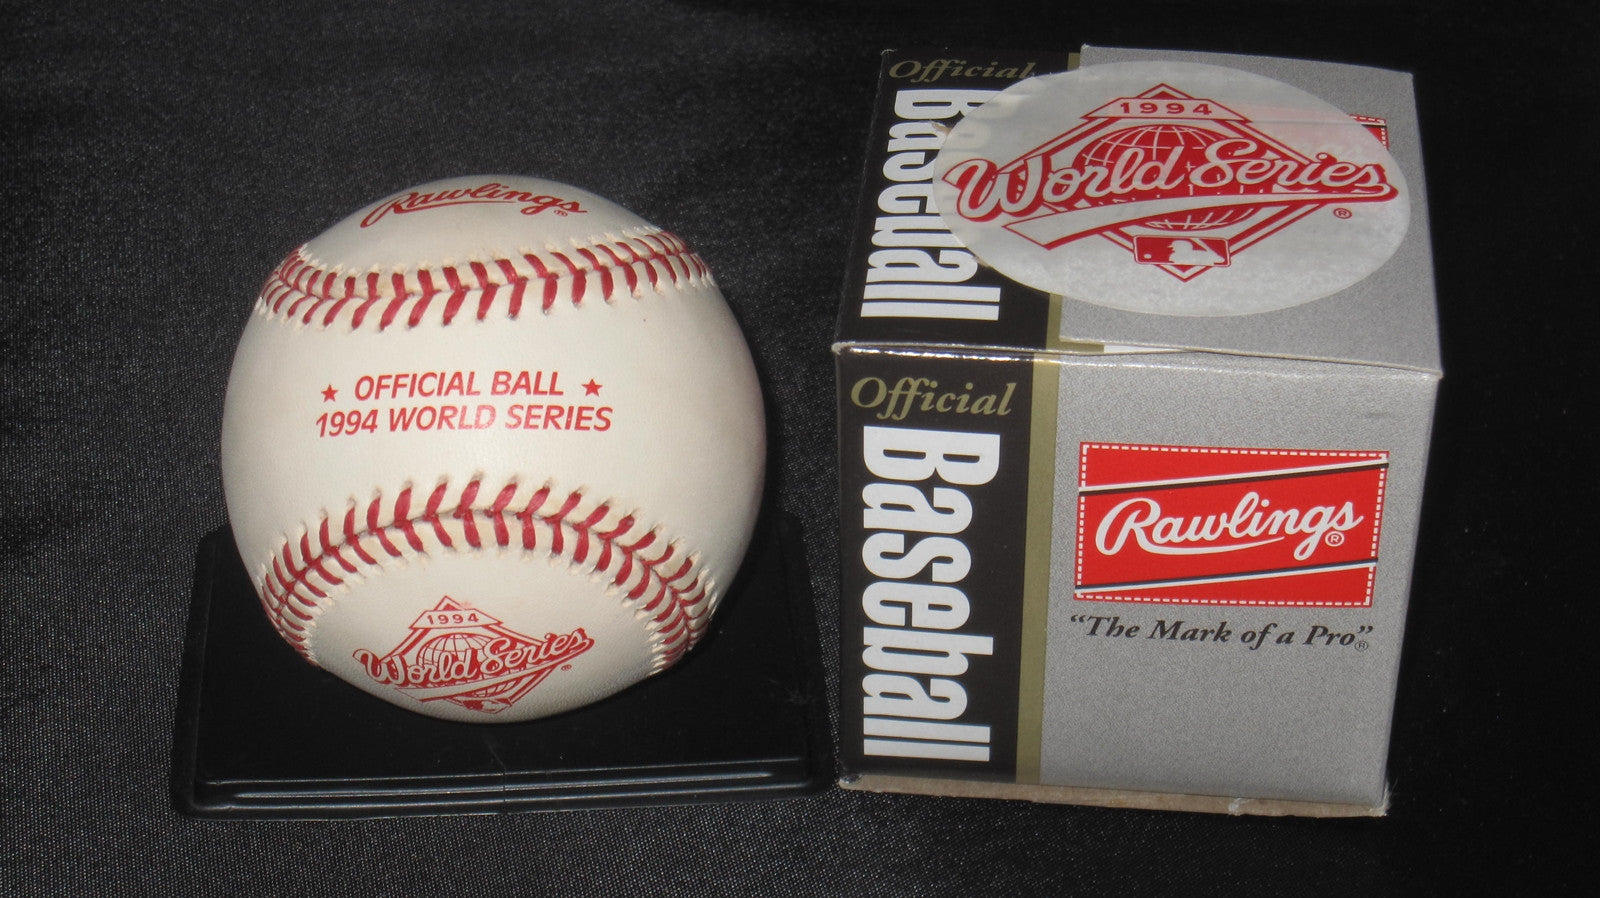 Rawlings®
★ OFFICIAL BALL ★
1994 WORLD SERIES
1994
World Series
®
Official
Baseball
1994
World Series
®
Official
Baseball
Rawlings®
"The Mark of a Pro"®